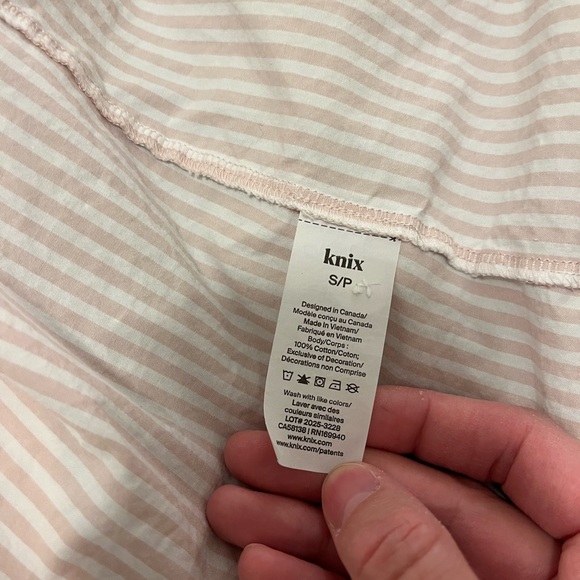 knix
S/P
Designed in Canada/
Modèle conçu au Canada
Made in Vietnam/
Fabriqué en Vietnam
Body/Corps :
100% Cotton/Coton;
Exclusive of Decoration/
Décorations non Comprise
Wash with like colors/
Laver avec des
couleurs similaires
LOT# 2025-3228
CA58138 | RN169940
www.knix.com/
www.knix.com/patents